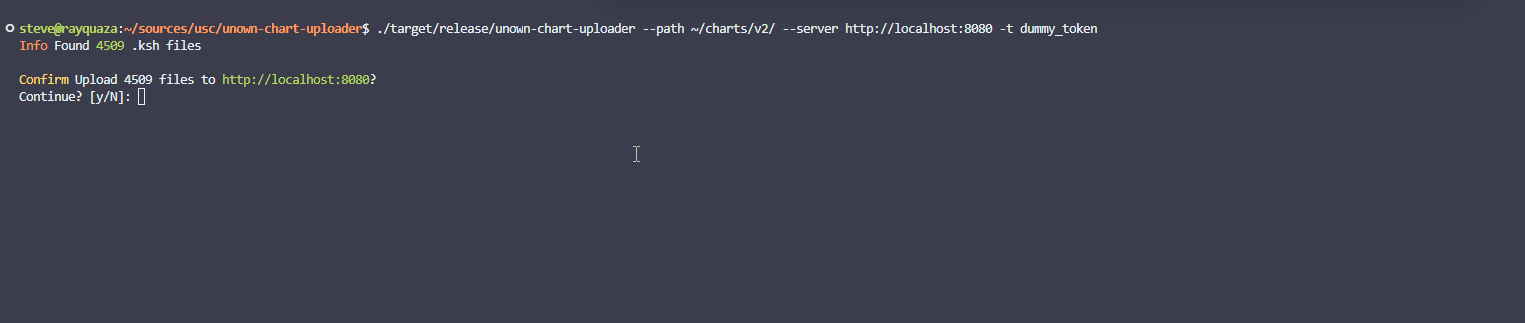 steve@rayquaza:~/sources/usc/unown-chart-uploader$ ./target/release/unown-chart-uploader --path ~/charts/v2/ --server http://localhost:8080 -t dummy_token
Info Found 4509 .ksh files
Confirm Upload 4509 files to http://localhost:8080?
Continue? [y/N]: